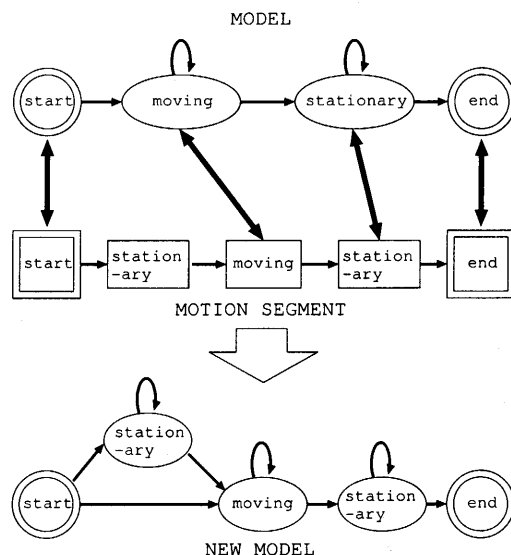 MODEL
start moving stationary end
start station
-ary moving station
-ary end
MOTION SEGMENT
station
-ary
start moving station
-ary end
NEW MODEL